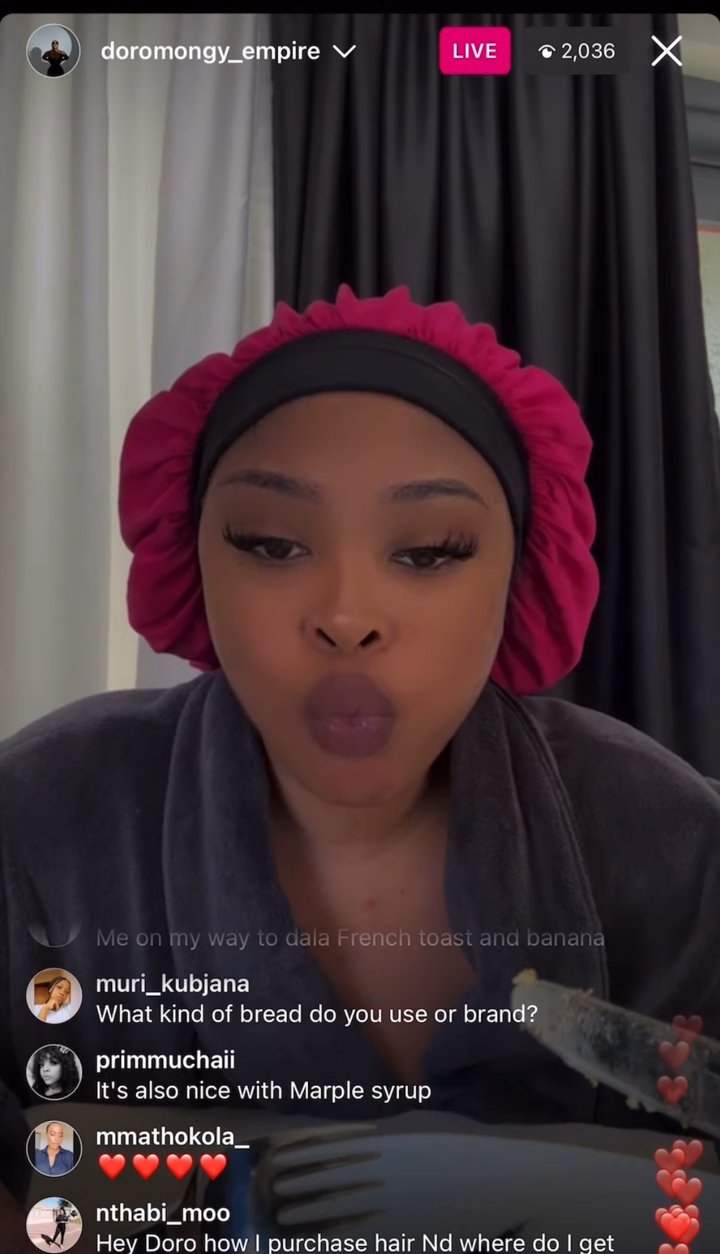 doromongy_empire
LIVE
2,036
Me on my way to dala French toast and banana
muri_kubjana
What kind of bread do you use or brand?
primmuchaii
It's also nice with Marple syrup
mmathokola_
❤️❤️❤️❤️
nthabi_moo
Hey Doro how I purchase hair Nd where do I get